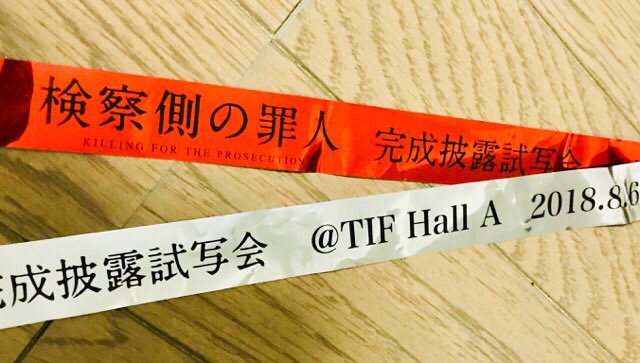 検察側の罪人 完成披露試写会
KILLING FOR THE PROSECUTION
完成披露試写会 @TIF Hall A 2018.8.6